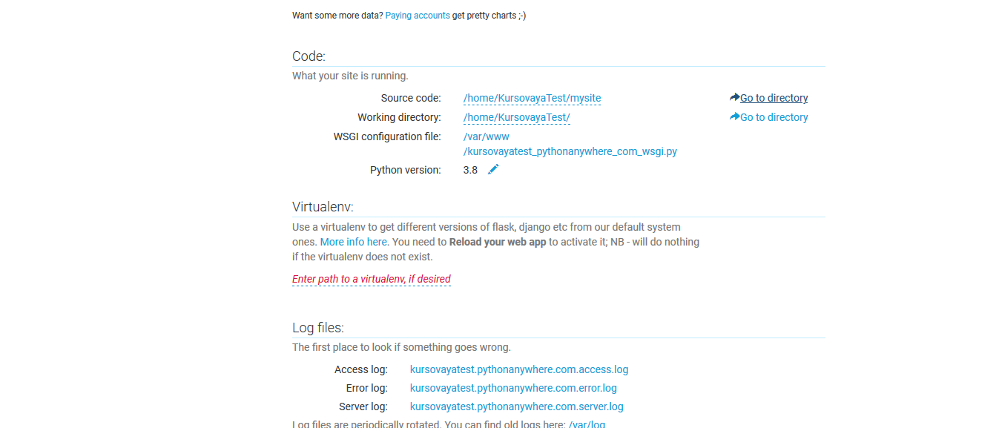 Want some more data? Paying accounts get pretty charts ;-)
Code:
What your site is running.
Source code: /home/KursovayaTest/mysite Go to directory
Working directory: /home/KursovayaTest/ Go to directory
WSGI configuration file: /var/www
/kursovayatest_pythonanywhere_com_wsgi.py
Python version: 3.8
Virtualenv:
Use a virtualenv to get different versions of flask, django etc from our default system
ones. More info here. You need to Reload your web app to activate it; NB - will do nothing
if the virtualenv does not exist.
Enter path to a virtualenv, if desired
Log files:
The first place to look if something goes wrong.
Access log: kursovayatest.pythonanywhere.com.access.log
Error log: kursovayatest.pythonanywhere.com.error.log
Server log: kursovayatest.pythonanywhere.com.server.log
Log files are periodically rotated. You can find old logs here: /var/log